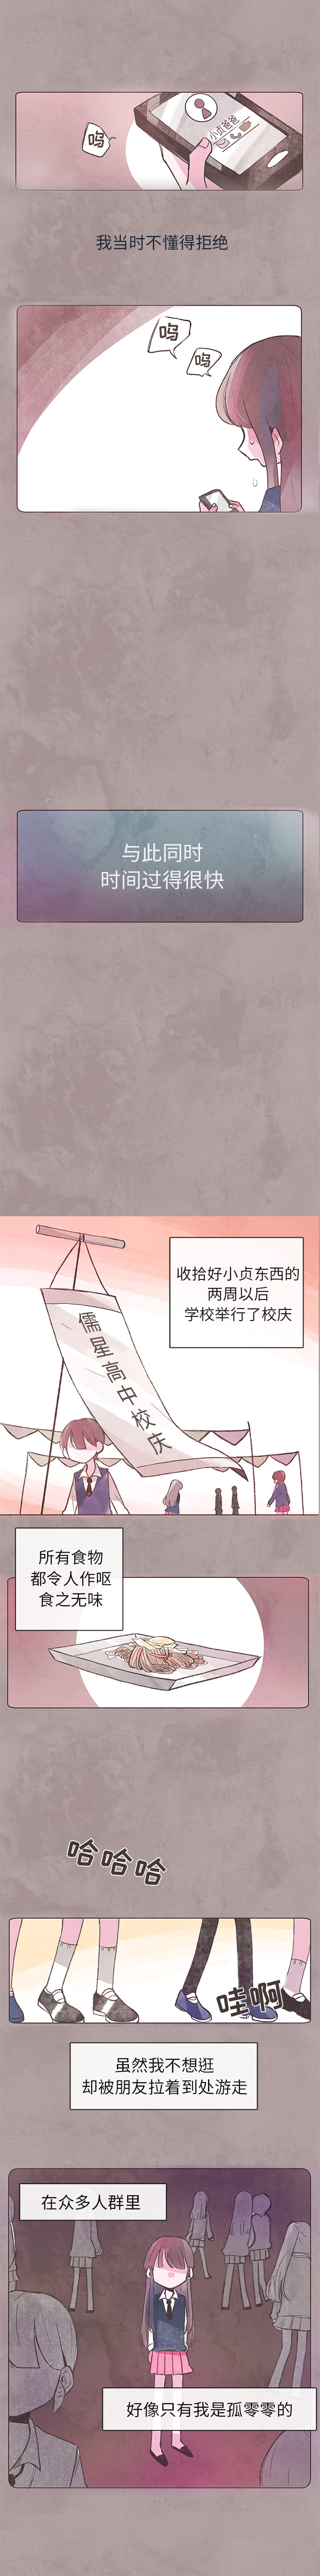 呜
小贞爸爸
我当时不懂得拒绝
呜
呜
与此同时
时间过得很快
收拾好小贞东西的
两周以后
学校举行了校庆
儒星高中校庆
所有食物
都令人作呕
食之无味
哈哈哈
哇啊
虽然我不想逛
却被朋友拉着到处游走
在众多人群里
好像只有我是孤零零的